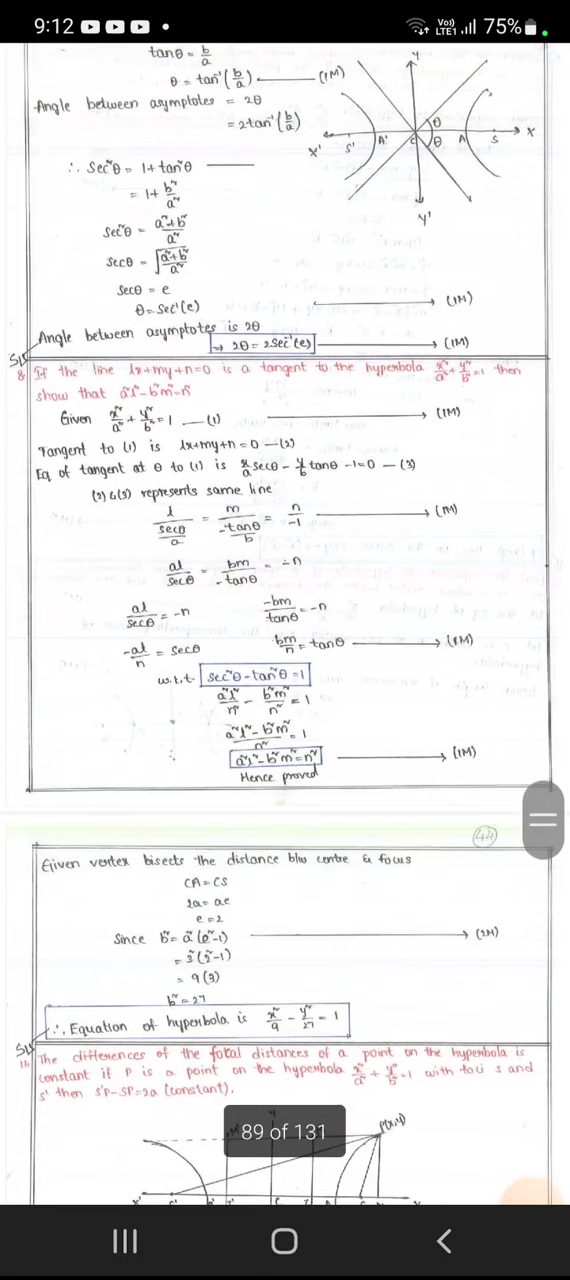 9:12
Vo)) LTE1 75%
tanθ = b/a
θ = tan⁻¹(b/a) (1M)
Angle between asymptotes = 2θ
= 2tan⁻¹(b/a)
∴ Sec²θ = 1+tan²θ
= 1+ b²/a²
sec²θ = a²+b²/a²
secθ = √a²+b²/a²
secθ = e
θ = Sec⁻¹(e) (1M)
Angle between asymptotes is 2θ
⇒ 2θ = 2Sec⁻¹(e) (1M)
Y
θ
X' S' A' C θ A S X
Y'
8. If the line lx+my+n=0 is a tangent to the hyperbola x²/a² + y²/b² = 1 then
show that a²l²-b²m²=n²
Given x²/a² + y²/b² = 1 —(1) (1M)
Tangent to (1) is lx+my+n=0 —(2)
Eq of tangent at θ to (1) is x/a secθ - y/b tanθ -1=0 —(3)
(2) & (3) represents same line
l/(secθ/a) = m/(-tanθ/b) = n/-1 (1M)
al/secθ = bm/-tanθ = -n
al/secθ = -n -bm/tanθ = -n
-al/n = secθ bm/n = tanθ (1M)
w.k.t. sec²θ - tan²θ = 1
a²l²/n² - b²m²/n² = 1
a²l² - b²m²/n² = 1
a²l² - b²m² = n² (1M)
Hence proved
44
Given vertex bisects the distance b/w centre & focus
CA = CS
2a = ae
e = 2
Since b² = a²(e²-1) (2M)
= 3²(2²-1)
= 9(3)
b² = 27
∴ Equation of hyperbola is x²/9 - y²/27 = 1
The differences of the focal distances of a point on the hyperbola is
constant if P is a point on the hyperbola x²/a² + y²/b² = 1 with foci s and
s' then S'P-SP=2a (constant).
P(x,y)
89 of 131